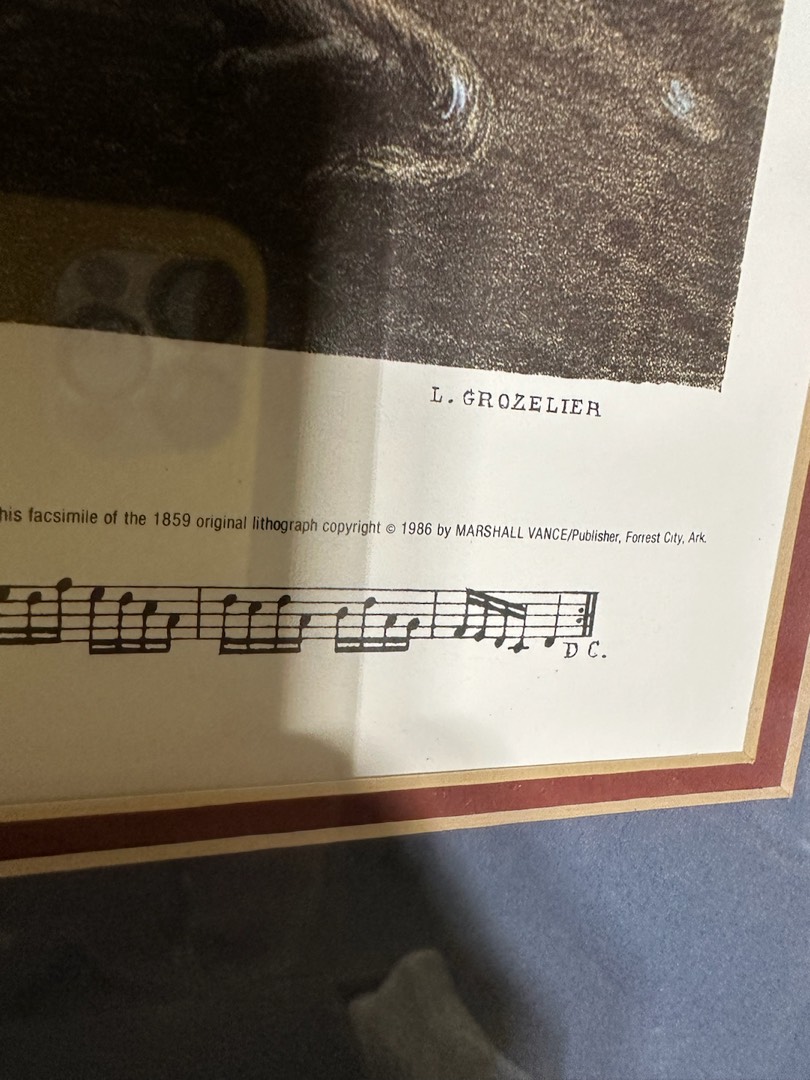 L. GROZELIER
his facsimile of the 1859 original lithograph copyright © 1986 by MARSHALL VANCE/Publisher, Forrest City, Ark.
D C.